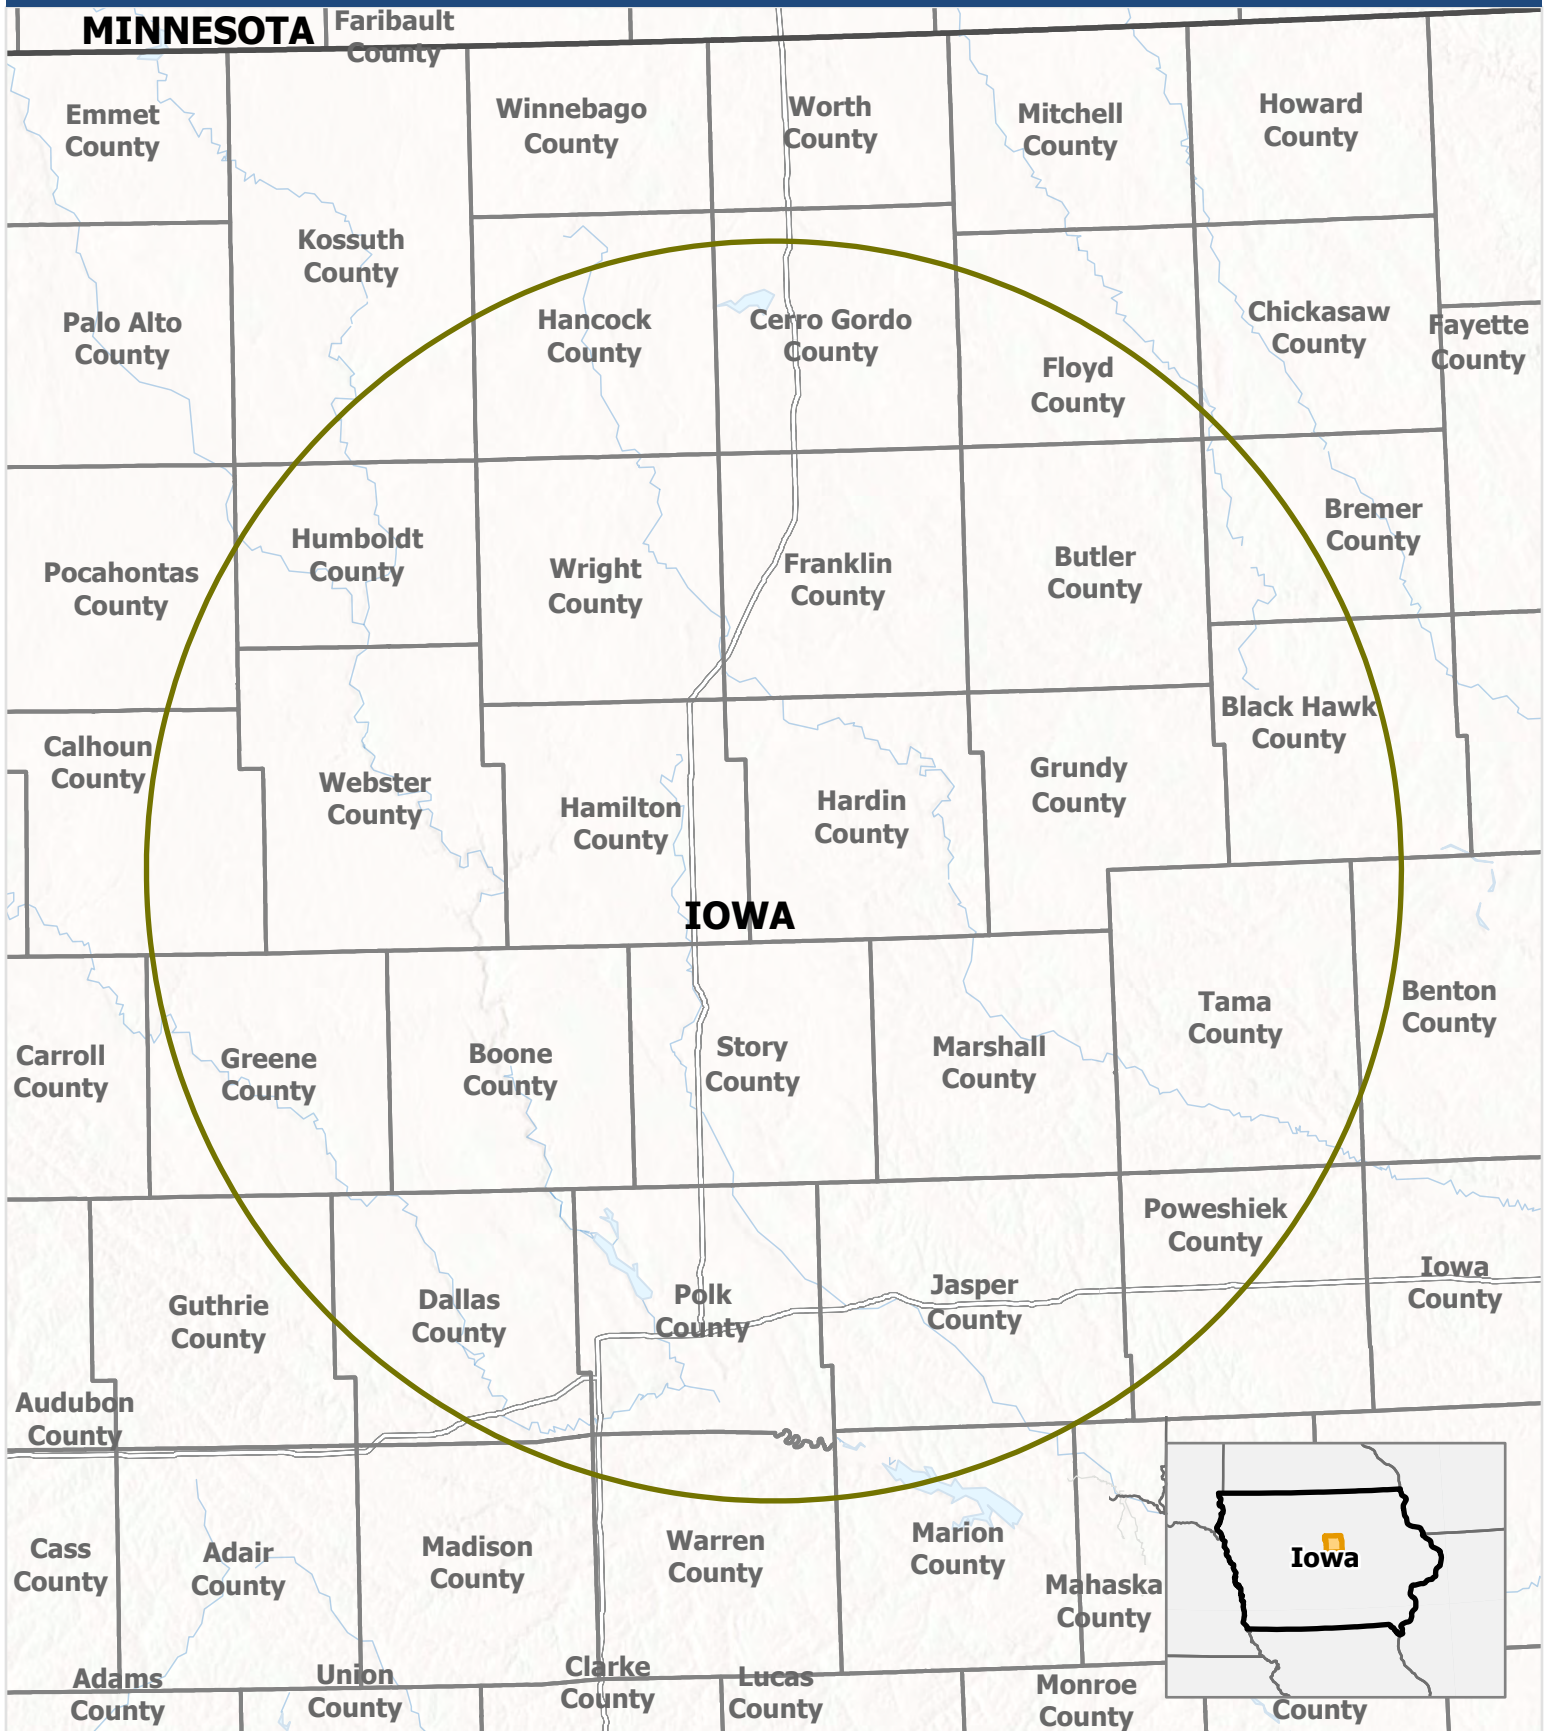 MINNESOTA
Faribault
County
Emmet
County
Winnebago
County
Worth
County
Mitchell
County
Howard
County
Kossuth
County
Palo Alto
County
Hancock
County
Cerro Gordo
County
Floyd
County
Chickasaw
County
Fayette
County
Pocahontas
County
Humboldt
County
Wright
County
Franklin
County
Butler
County
Bremer
County
Calhoun
County
Webster
County
Hamilton
County
Hardin
County
Grundy
County
Black Hawk
County
IOWA
Carroll
County
Greene
County
Boone
County
Story
County
Marshall
County
Tama
County
Benton
County
Guthrie
County
Dallas
County
Polk
County
Jasper
County
Poweshiek
County
Iowa
County
Audubon
County
Cass
County
Adair
County
Madison
County
Warren
County
Marion
County
Mahaska
County
Iowa
Adams
County
Union
County
Clarke
County
Lucas
County
Monroe
County
County